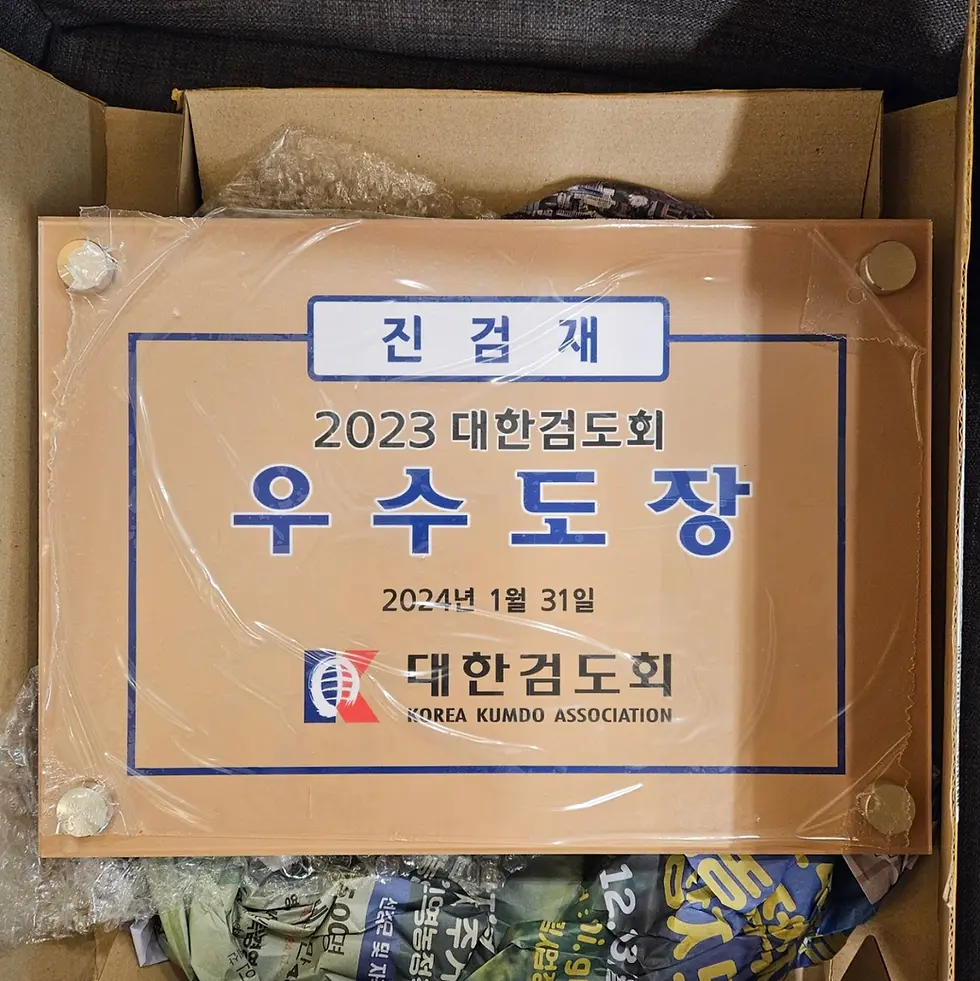 진검재
2023 대한검도회
우수도장
2024년 1월 31일
대한검도회
KOREA KUMDO ASSOCIATION
12.